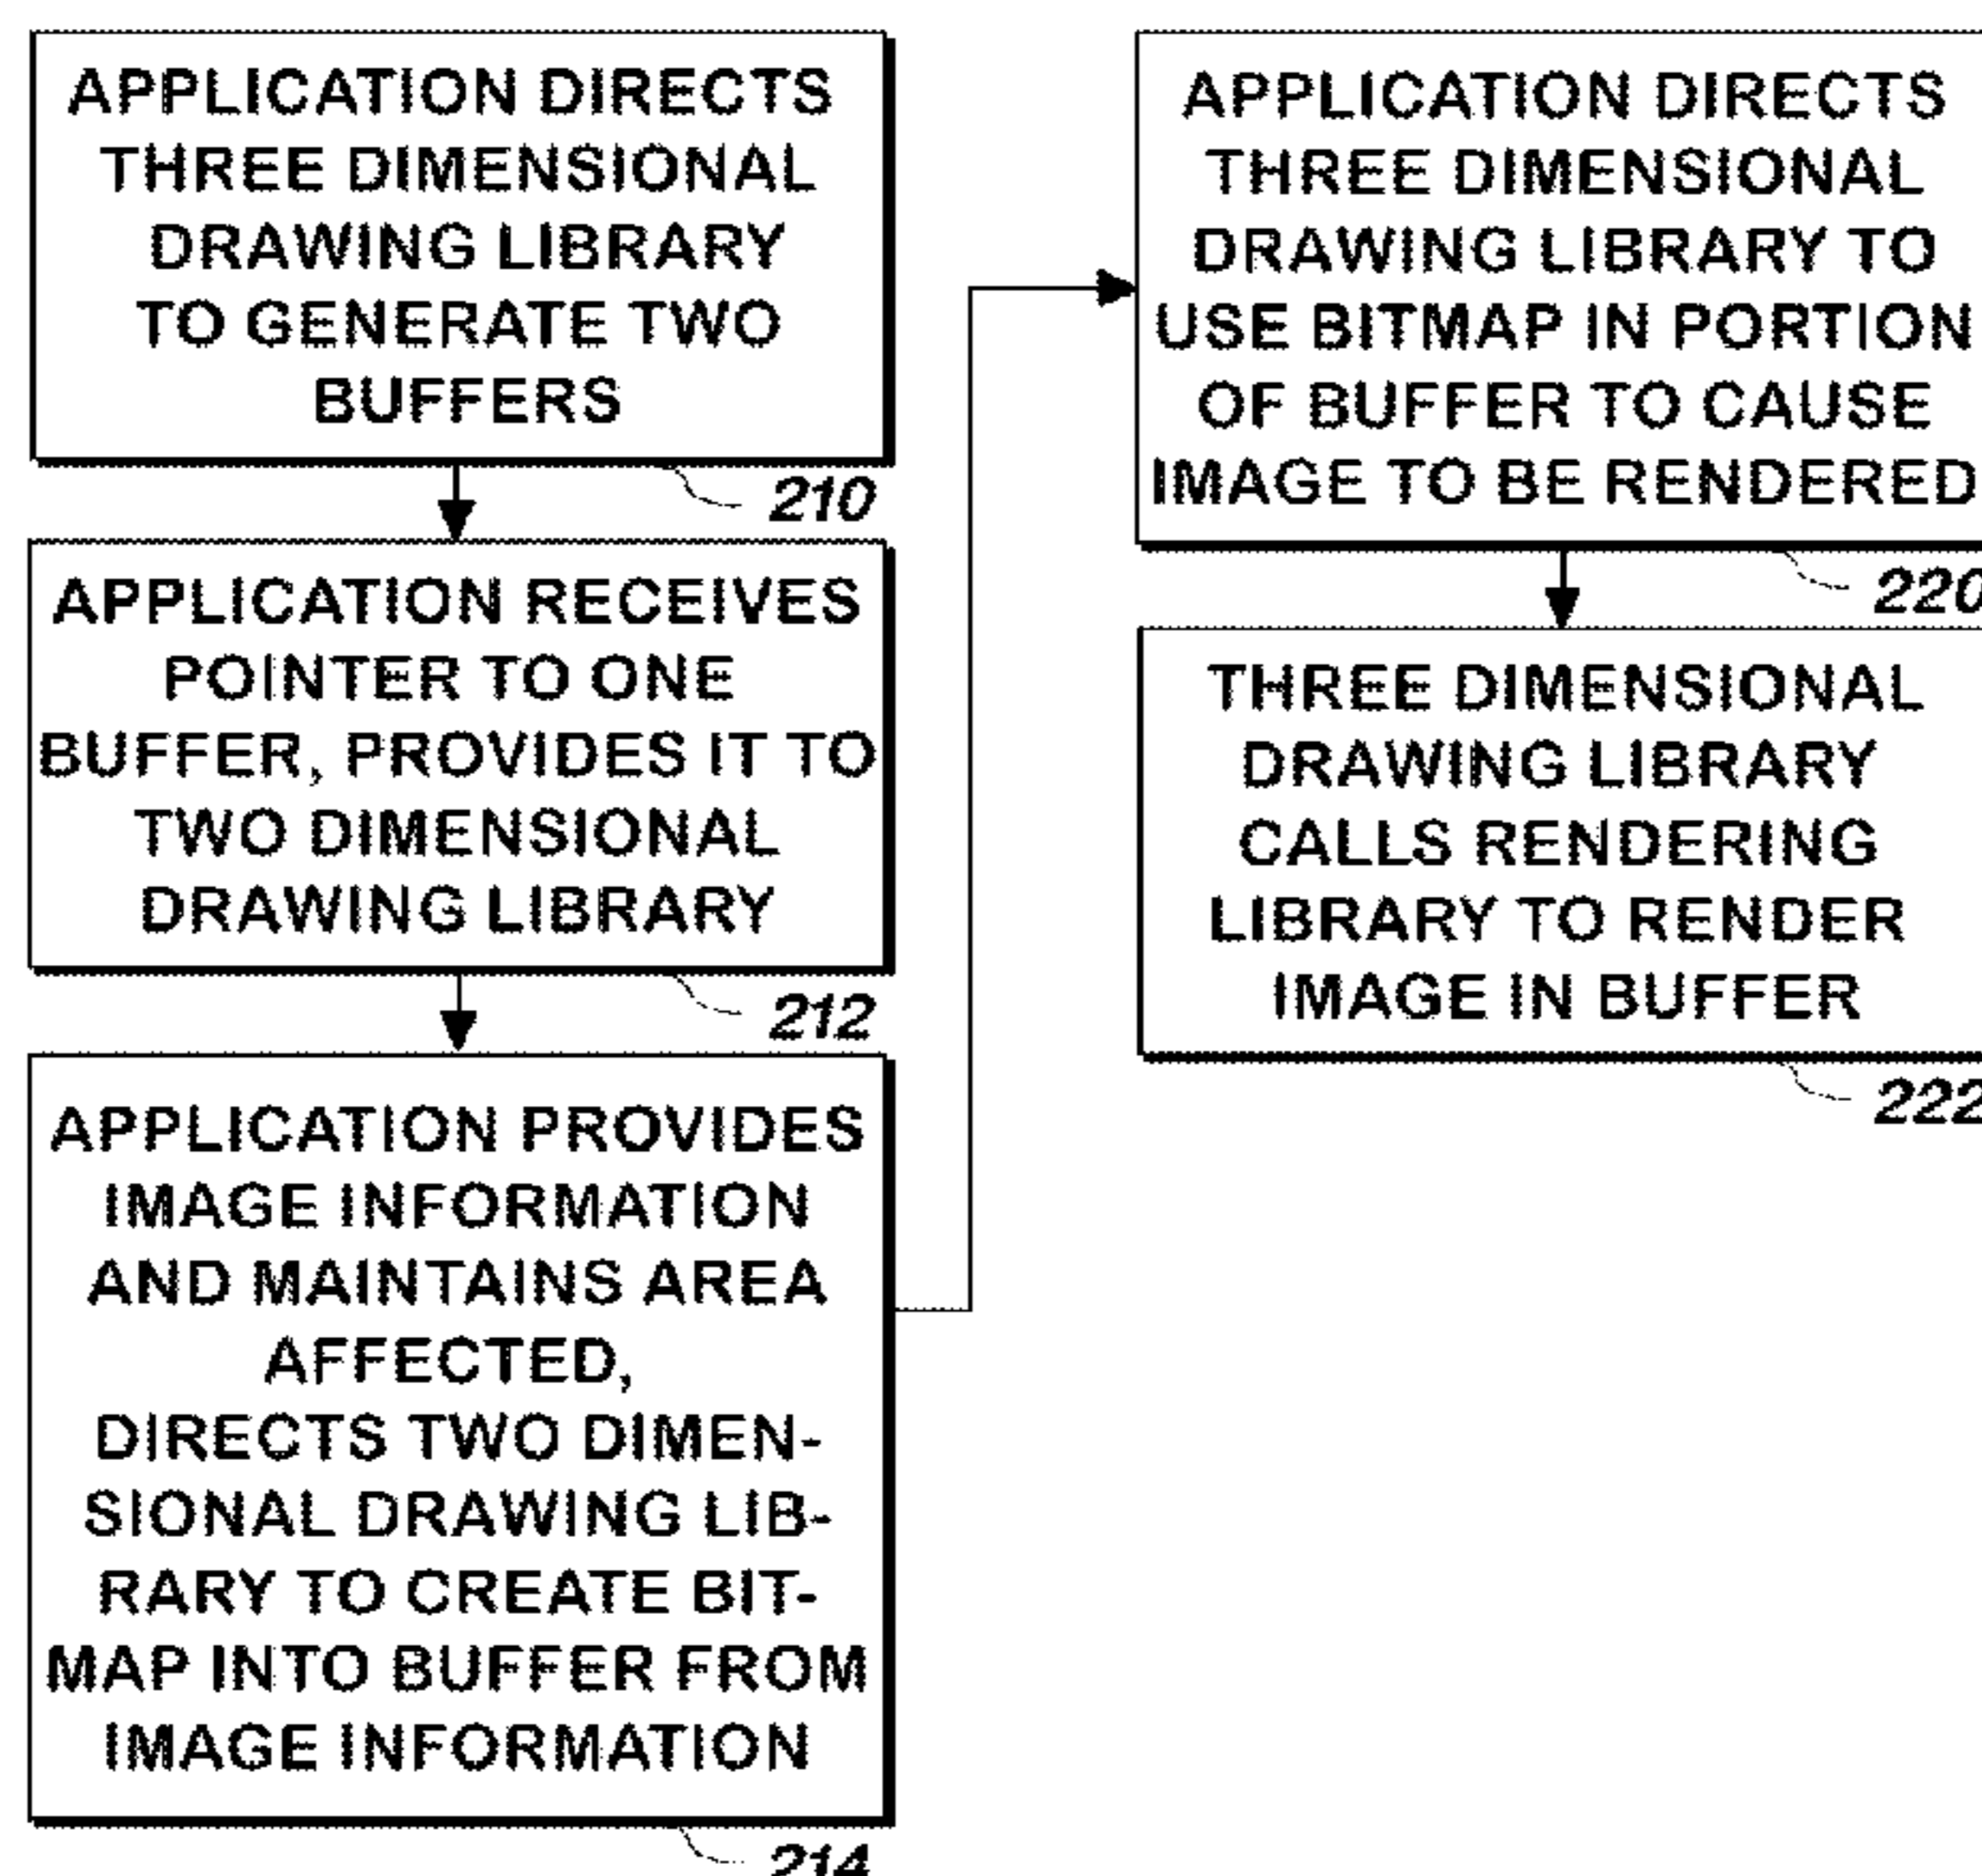 APPLICATION DIRECTS
THREE DIMENSIONAL
DRAWING LIBRARY
TO GENERATE TWO
BUFFERS
210
APPLICATION RECEIVES
POINTER TO ONE
BUFFER, PROVIDES IT TO
TWO DIMENSIONAL
DRAWING LIBRARY
212
APPLICATION PROVIDES
IMAGE INFORMATION
AND MAINTAINS AREA
AFFECTED,
DIRECTS TWO DIMEN-
SIONAL DRAWING LIB-
RARY TO CREATE BIT-
MAP INTO BUFFER FROM
IMAGE INFORMATION
214
APPLICATION DIRECTS
THREE DIMENSIONAL
DRAWING LIBRARY TO
USE BITMAP IN PORTION
OF BUFFER TO CAUSE
IMAGE TO BE RENDERED
220
THREE DIMENSIONAL
DRAWING LIBRARY
CALLS RENDERING
LIBRARY TO RENDER
IMAGE IN BUFFER
222